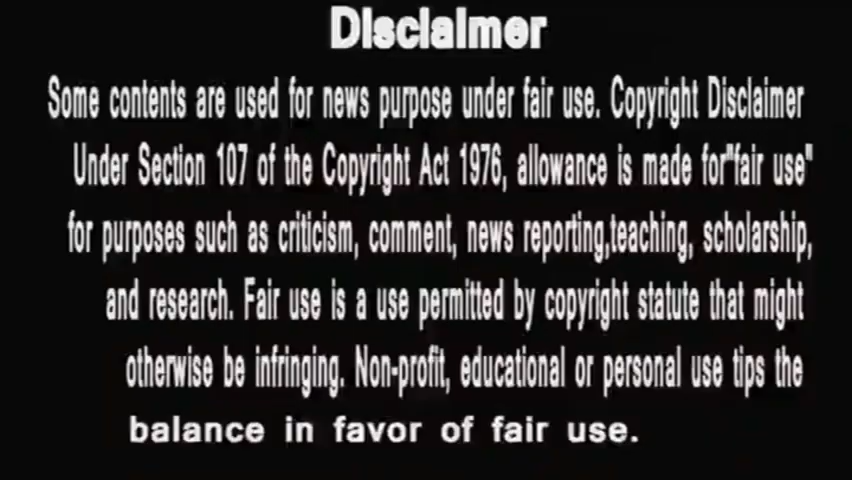 Disclaimer
Some contents are used for news purpose under fair use. Copyright Disclaimer
Under Section 107 of the Copyright Act 1976, allowance is made for"fair use"
for purposes such as criticism, comment, news reporting,teaching, scholarship,
and research. Fair use is a use permitted by copyright statute that might
otherwise be infringing. Non-profit, educational or personal use tips the
balance in favor of fair use.